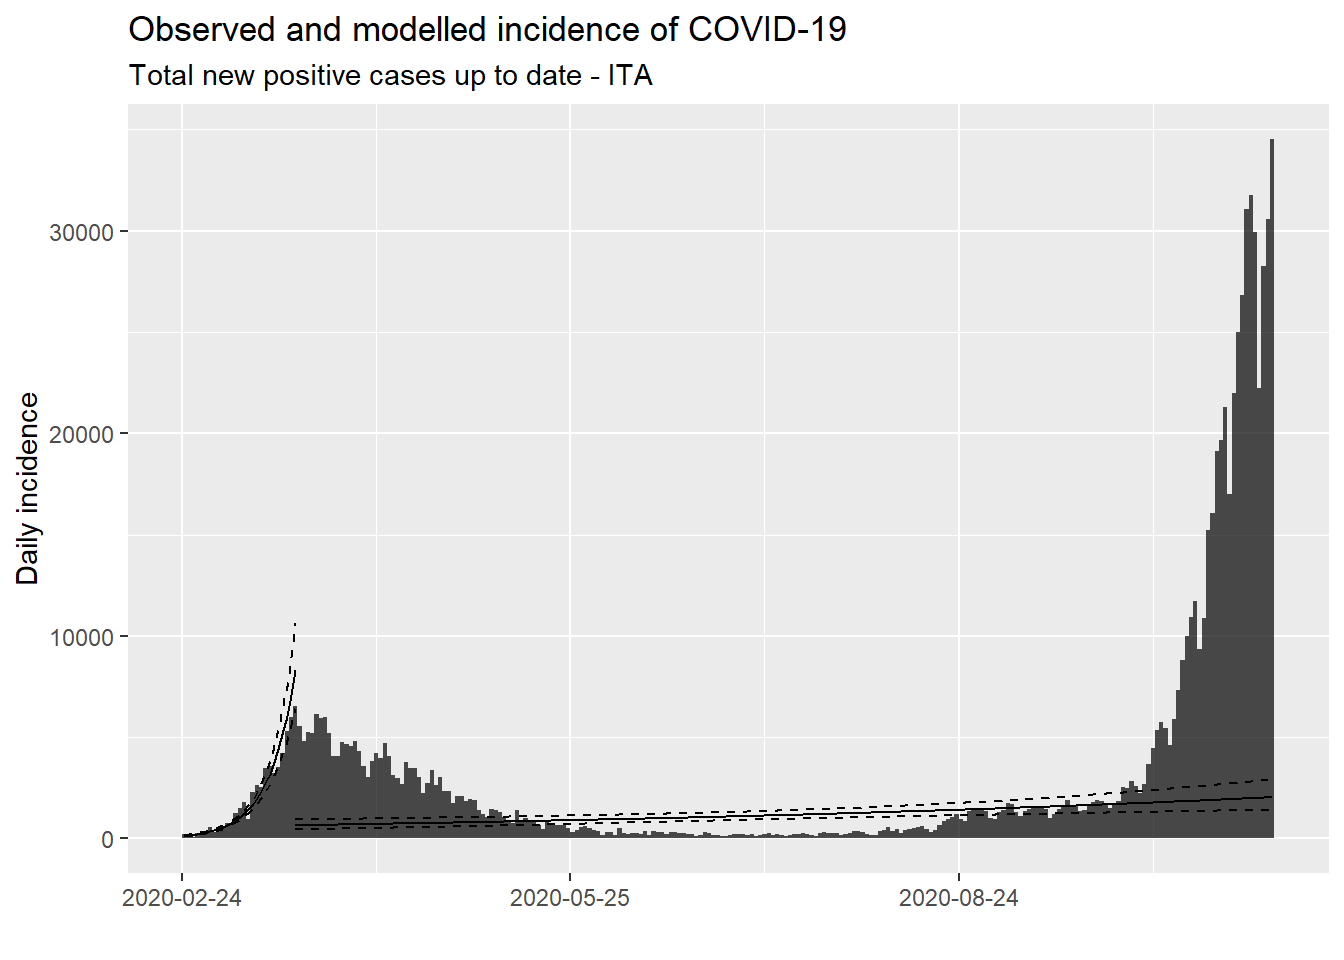 Observed and modelled incidence of COVID-19
Total new positive cases up to date - ITA
Daily incidence
30000
20000
10000
0
2020-02-24
2020-05-25
2020-08-24